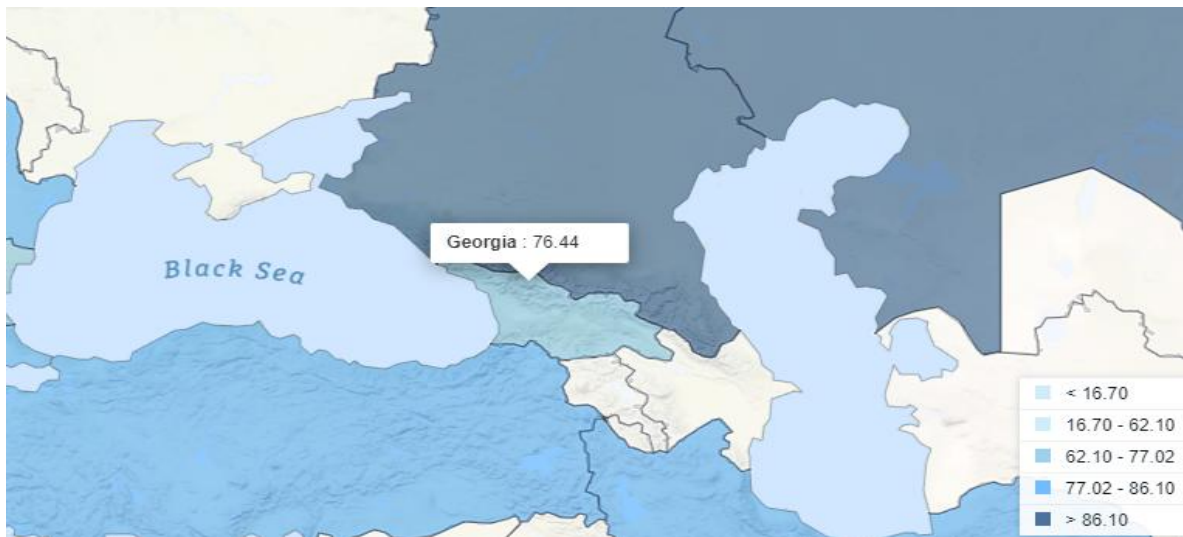 Georgia : 76.44
Black Sea
< 16.70
16.70 - 62.10
62.10 - 77.02
77.02 - 86.10
> 86.10